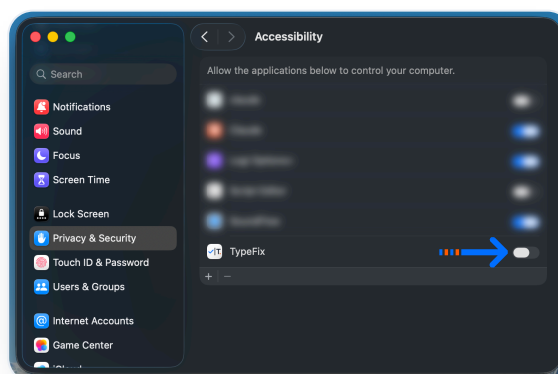 Accessibility
Search
Notifications
Sound
Focus
Screen Time
Lock Screen
Privacy & Security
Touch ID & Password
Users & Groups
Internet Accounts
Game Center
Allow the applications below to control your computer.
TypeFix
+ −